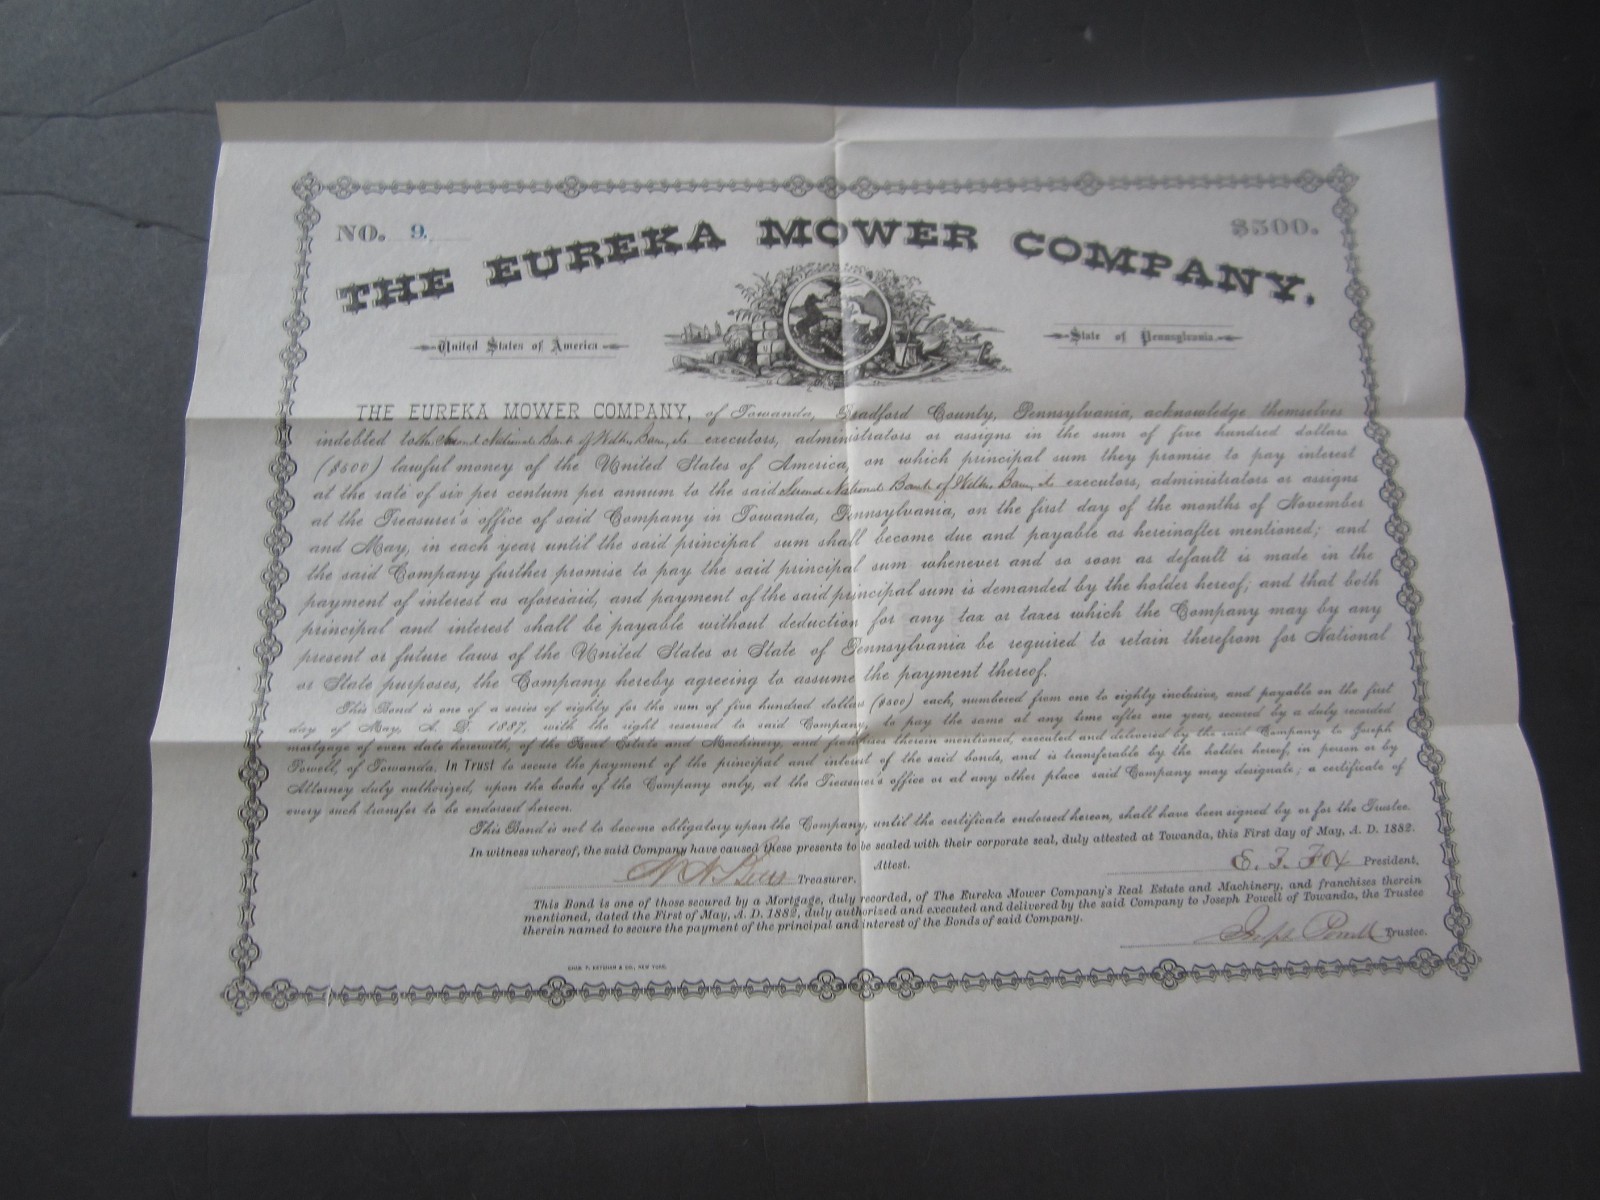 NO. 9.
$500.
THE EUREKA MOWER COMPANY.
United States of America
State of Pennsylvania
THE EUREKA MOWER COMPANY, of Towanda, Bradford County, Pennsylvania, acknowledge themselves
indebted to the Second National Bank of Wilkes Barre, its executors, administrators or assigns in the sum of five hundred dollars
($500) lawful money of the United States of America, on which principal sum they promise to pay interest
at the rate of six per centum per annum to the said Second National Bank of Wilkes Barre, its executors, administrators or assigns
at the Treasurer's office of said Company in Towanda, Pennsylvania, on the first day of the months of November
and May, in each year until the said principal sum shall become due and payable as hereinafter mentioned; and
the said Company further promise to pay the said principal sum whenever and so soon as default is made in the
payment of interest as aforesaid, and payment of the said principal sum is demanded by the holder hereof; and that both
principal and interest shall be payable without deduction for any tax or taxes which the Company may by any
present or future laws of the United States or State of Pennsylvania be required to retain therefrom for National
or State purposes, the Company hereby agreeing to assume the payment thereof.
This Bond is one of a series of eighty for the sum of five hundred dollars ($500) each, numbered from one to eighty inclusive, and payable on the first
day of May, A. D. 1887, with the right reserved to said Company, to pay the same at any time after one year, secured by a duly recorded
mortgage of even date herewith, of the Real Estate and Machinery, and franchises therein mentioned, executed and delivered by the said Company to Joseph
Powell, of Towanda. In Trust to secure the payment of the principal and interest of the said bonds, and is transferable by the holder hereof, in person or by
Attorney duly authorized, upon the books of the Company only, at the Treasurer's office or at any other place said Company may designate; a certificate of
every such transfer to be endorsed hereon.
This Bond is not to become obligatory upon the Company, until the certificate endorsed hereon, shall have been signed by or for the Trustee.
In witness whereof, the said Company have caused these presents to be sealed with their corporate seal, duly attested at Towanda, this First day of May, A. D. 1882.
Treasurer. Attest. E. T. Fox President.
This Bond is one of those secured by a Mortgage, duly recorded, of The Eureka Mower Company's Real Estate and Machinery, and franchises therein
mentioned, dated the First of May, A. D. 1882, duly authorised and executed and delivered by the said Company to Joseph Powell of Towanda, the Trustee
therein named to secure the payment of the principal and interest of the Bonds of said Company.
Joseph Powell Trustee.
CHAS. P. KETCHAM & CO., NEW YORK.